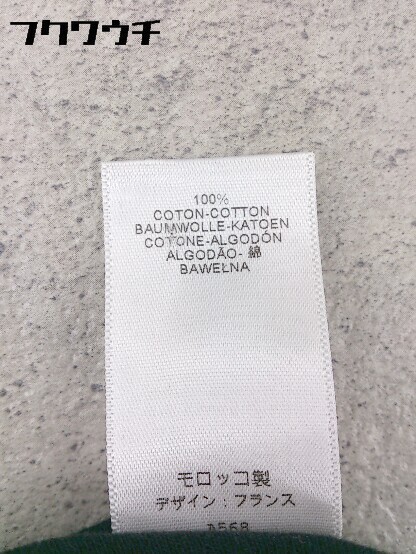 フクワウチ
100%
COTON-COTTON
BAUMWOLLE-KATOEN
COTONE-ALGODÓN
ALGODÃO- 綿
BAWEŁNA
モロッコ製
デザイン : フランス
A568